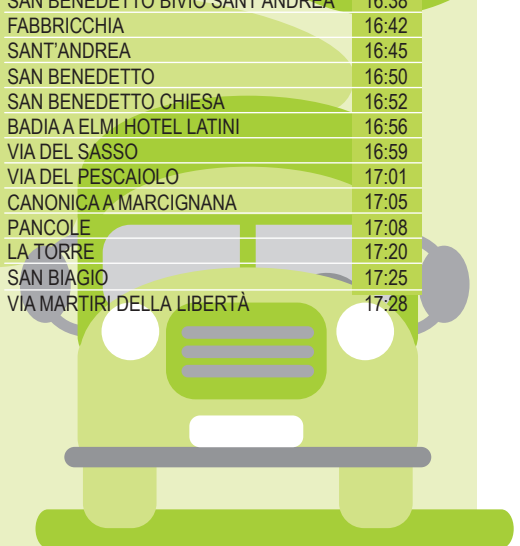 SAN BENEDETTO BIVIO SANT'ANDREA 16:38
FABBRICCHIA 16:42
SANT'ANDREA 16:45
SAN BENEDETTO 16:50
SAN BENEDETTO CHIESA 16:52
BADIA A ELMI HOTEL LATINI 16:56
VIA DEL SASSO 16:59
VIA DEL PESCAIOLO 17:01
CANONICA A MARCIGNANA 17:05
PANCOLE 17:08
LA TORRE 17:20
SAN BIAGIO 17:25
VIA MARTIRI DELLA LIBERTÀ 17:28